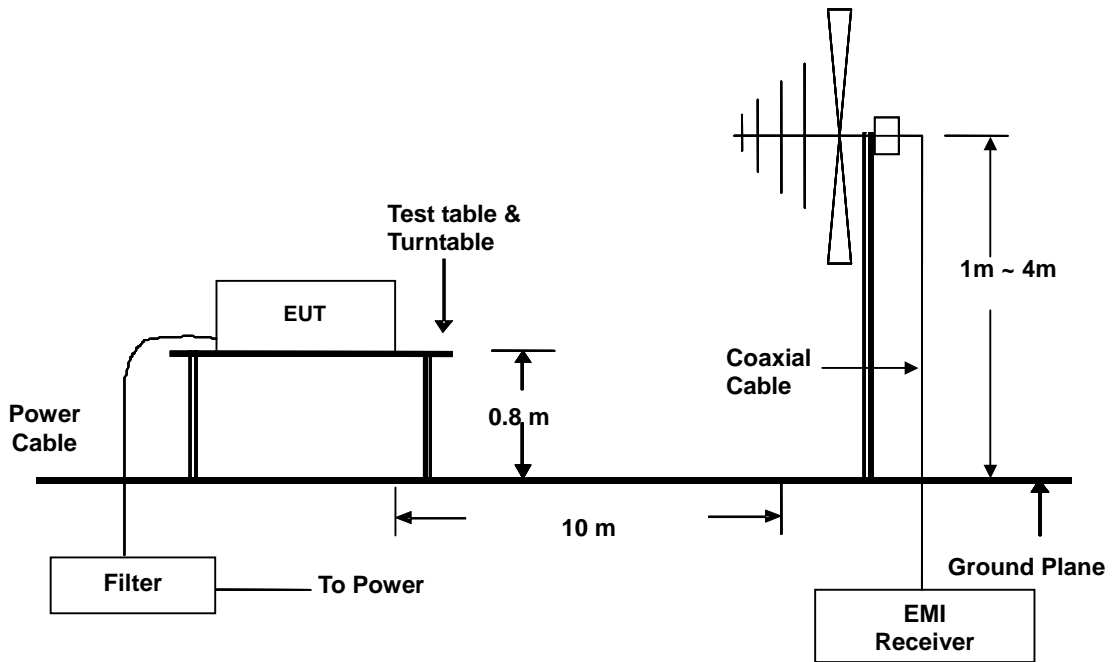 Test table &
Turntable
EUT
1m ~ 4m
Coaxial
Cable
0.8 m
Power
Cable
10 m
Ground Plane
Filter
To Power
EMI
Receiver